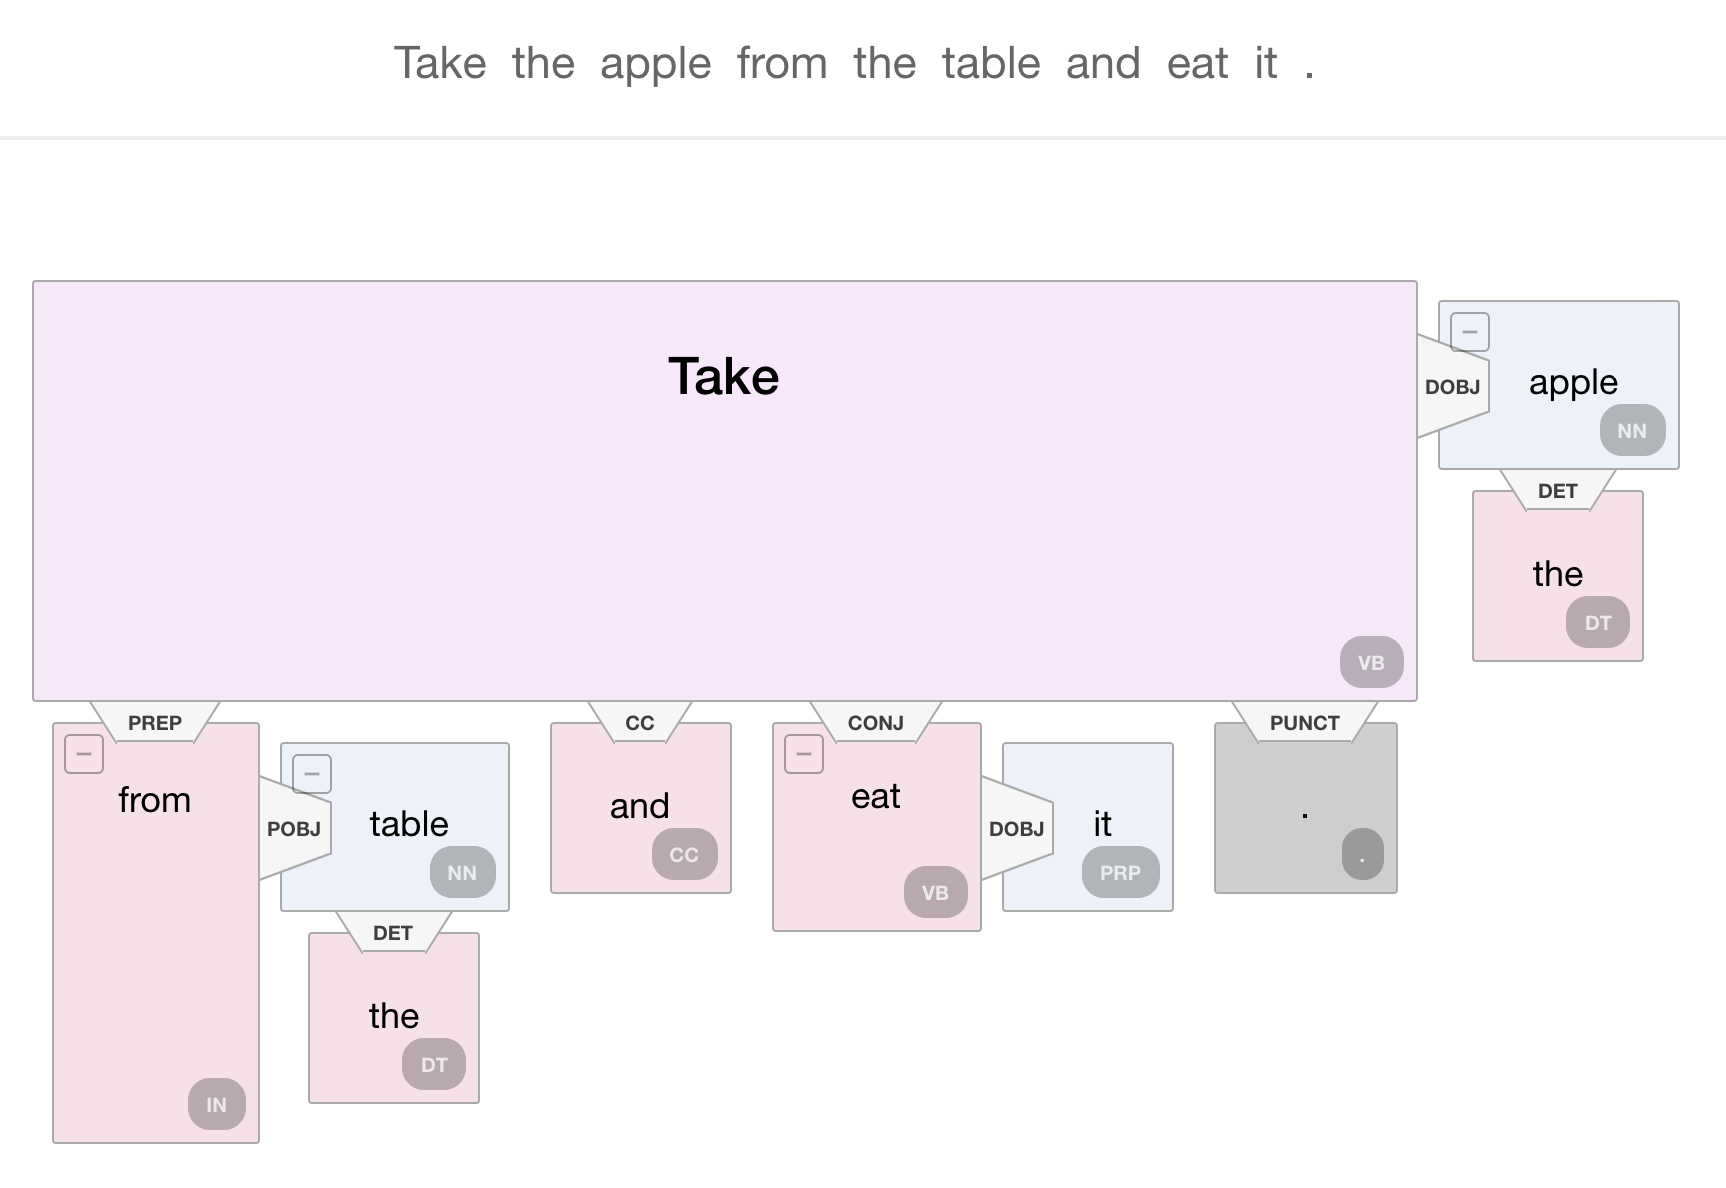 Take the apple from the table and eat it .
Take
VB
DOBJ
apple
NN
DET
the
DT
PREP
from
IN
POBJ
table
NN
DET
the
DT
CC
and
CC
CONJ
eat
VB
DOBJ
it
PRP
PUNCT
.
.